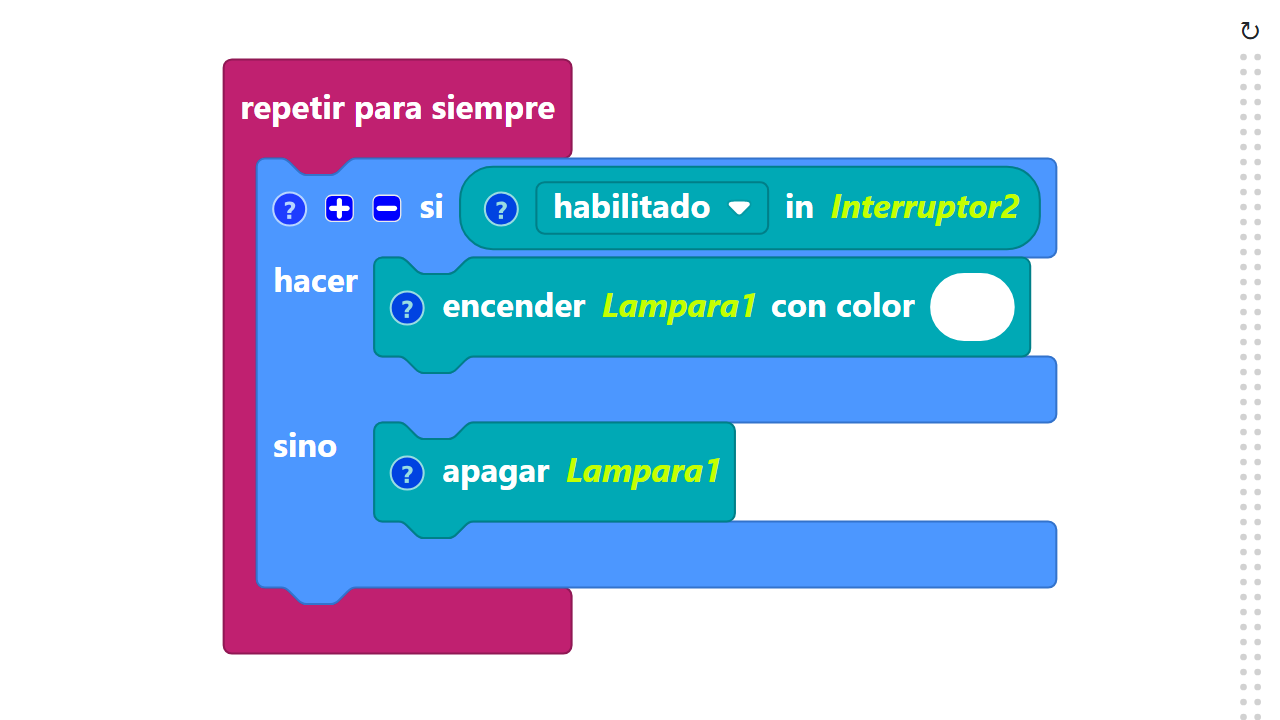 repetir para siempre
? + − si ? habilitado in Interruptor2
hacer ? encender Lampara1 con color
sino ? apagar Lampara1